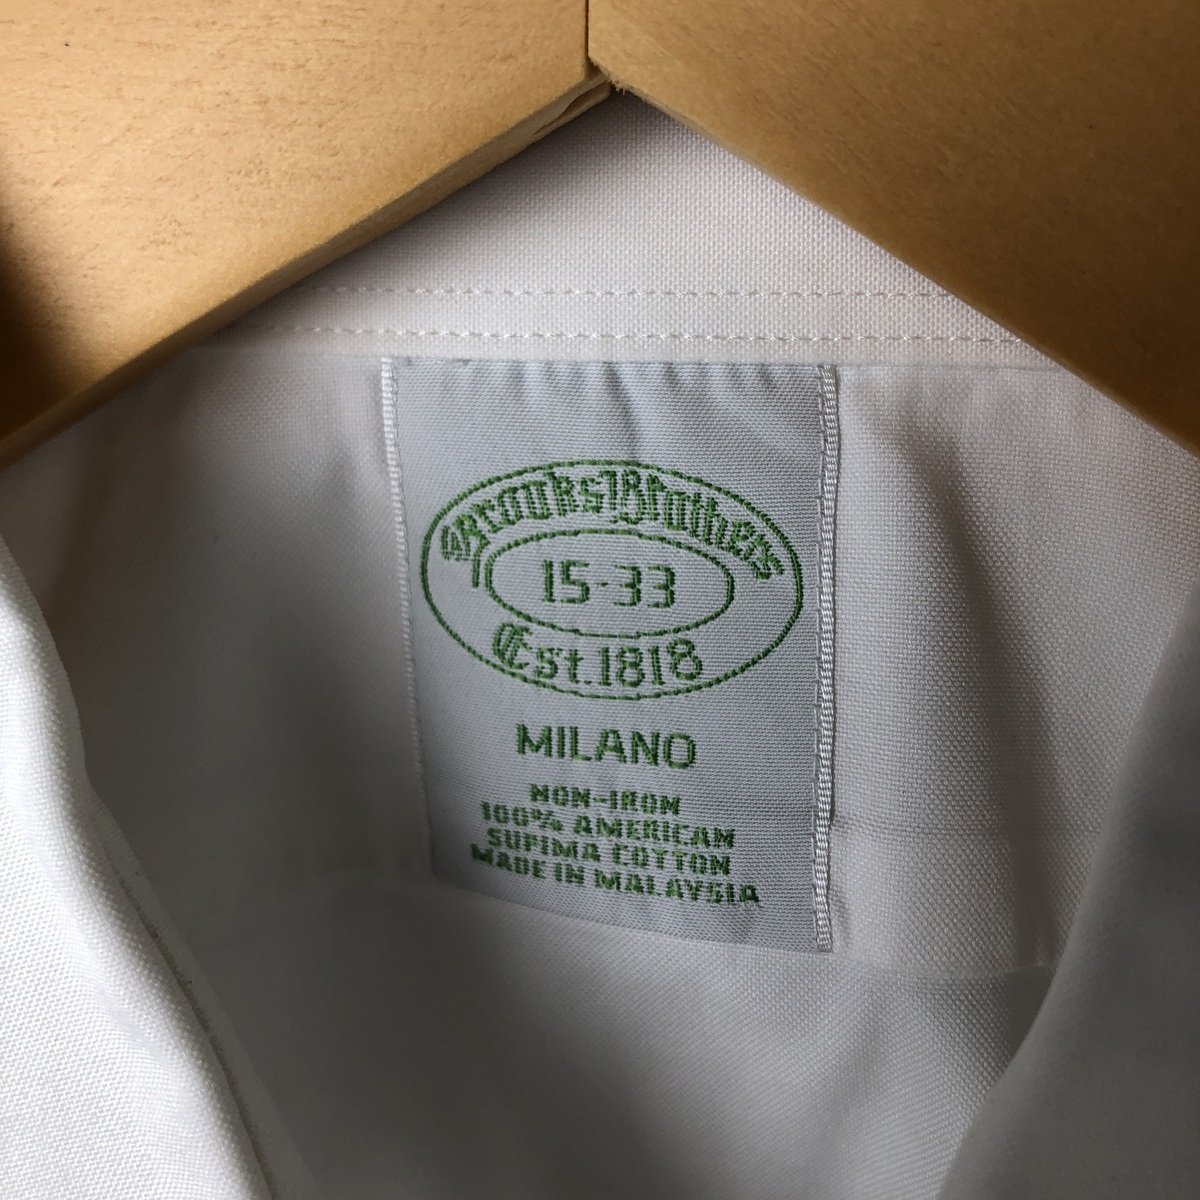 Brooks Brothers
15-33
Est. 1818
MILANO
NON-IRON
100% AMERICAN
SUPIMA COTTON
MADE IN MALAYSIA